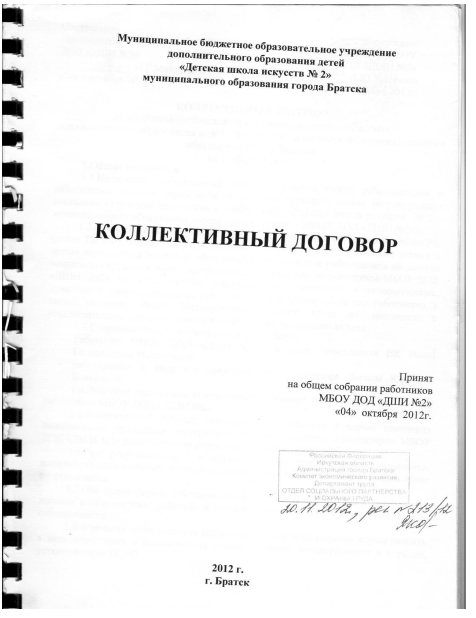 Муниципальное бюджетное образовательное учреждение
дополнительного образования детей
«Детская школа искусств № 2»
муниципального образования города Братска
КОЛЛЕКТИВНЫЙ ДОГОВОР
Принят
на общем собрании работников
МБОУ ДОД «ДШИ №2»
«04» октября 2012г.
Российская Федерация
Иркутская область
Администрация города Братска
Комитет экономического развития
Департамент труда
ОТДЕЛ СОЦИАЛЬНОГО ПАРТНЕРСТВА
И ОХРАНЫ ТРУДА
20.11.2012г, рег. №213/12
2012 г.
г. Братск